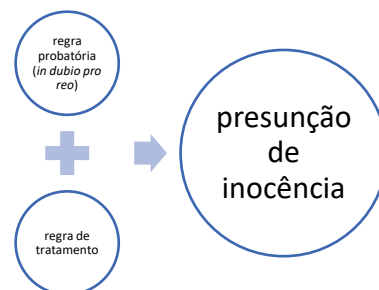 regra
probatória
(in dubio pro
reo)
regra de
tratamento
presunção
de
inocência